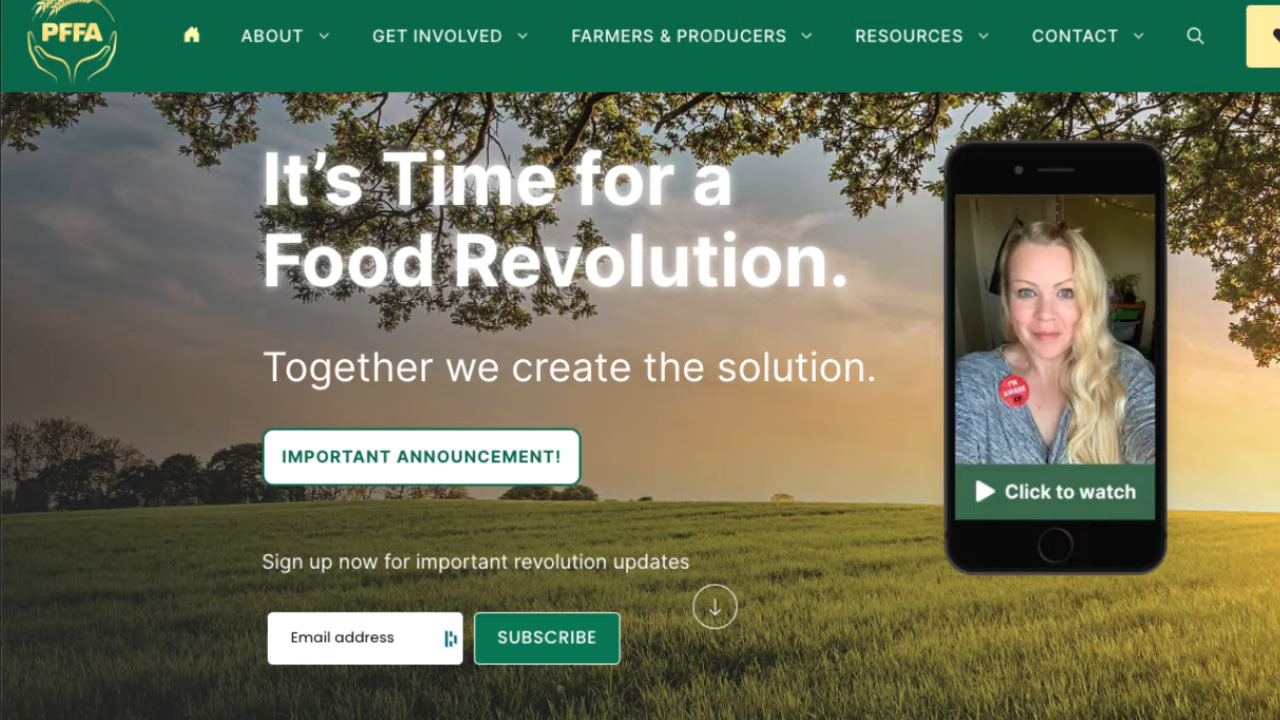 PFFA
ABOUT
GET INVOLVED
FARMERS & PRODUCERS
RESOURCES
CONTACT
It’s Time for a
Food Revolution.
Together we create the solution.
IMPORTANT ANNOUNCEMENT!
I'M
AWAKE
Click to watch
Sign up now for important revolution updates
Email address
SUBSCRIBE